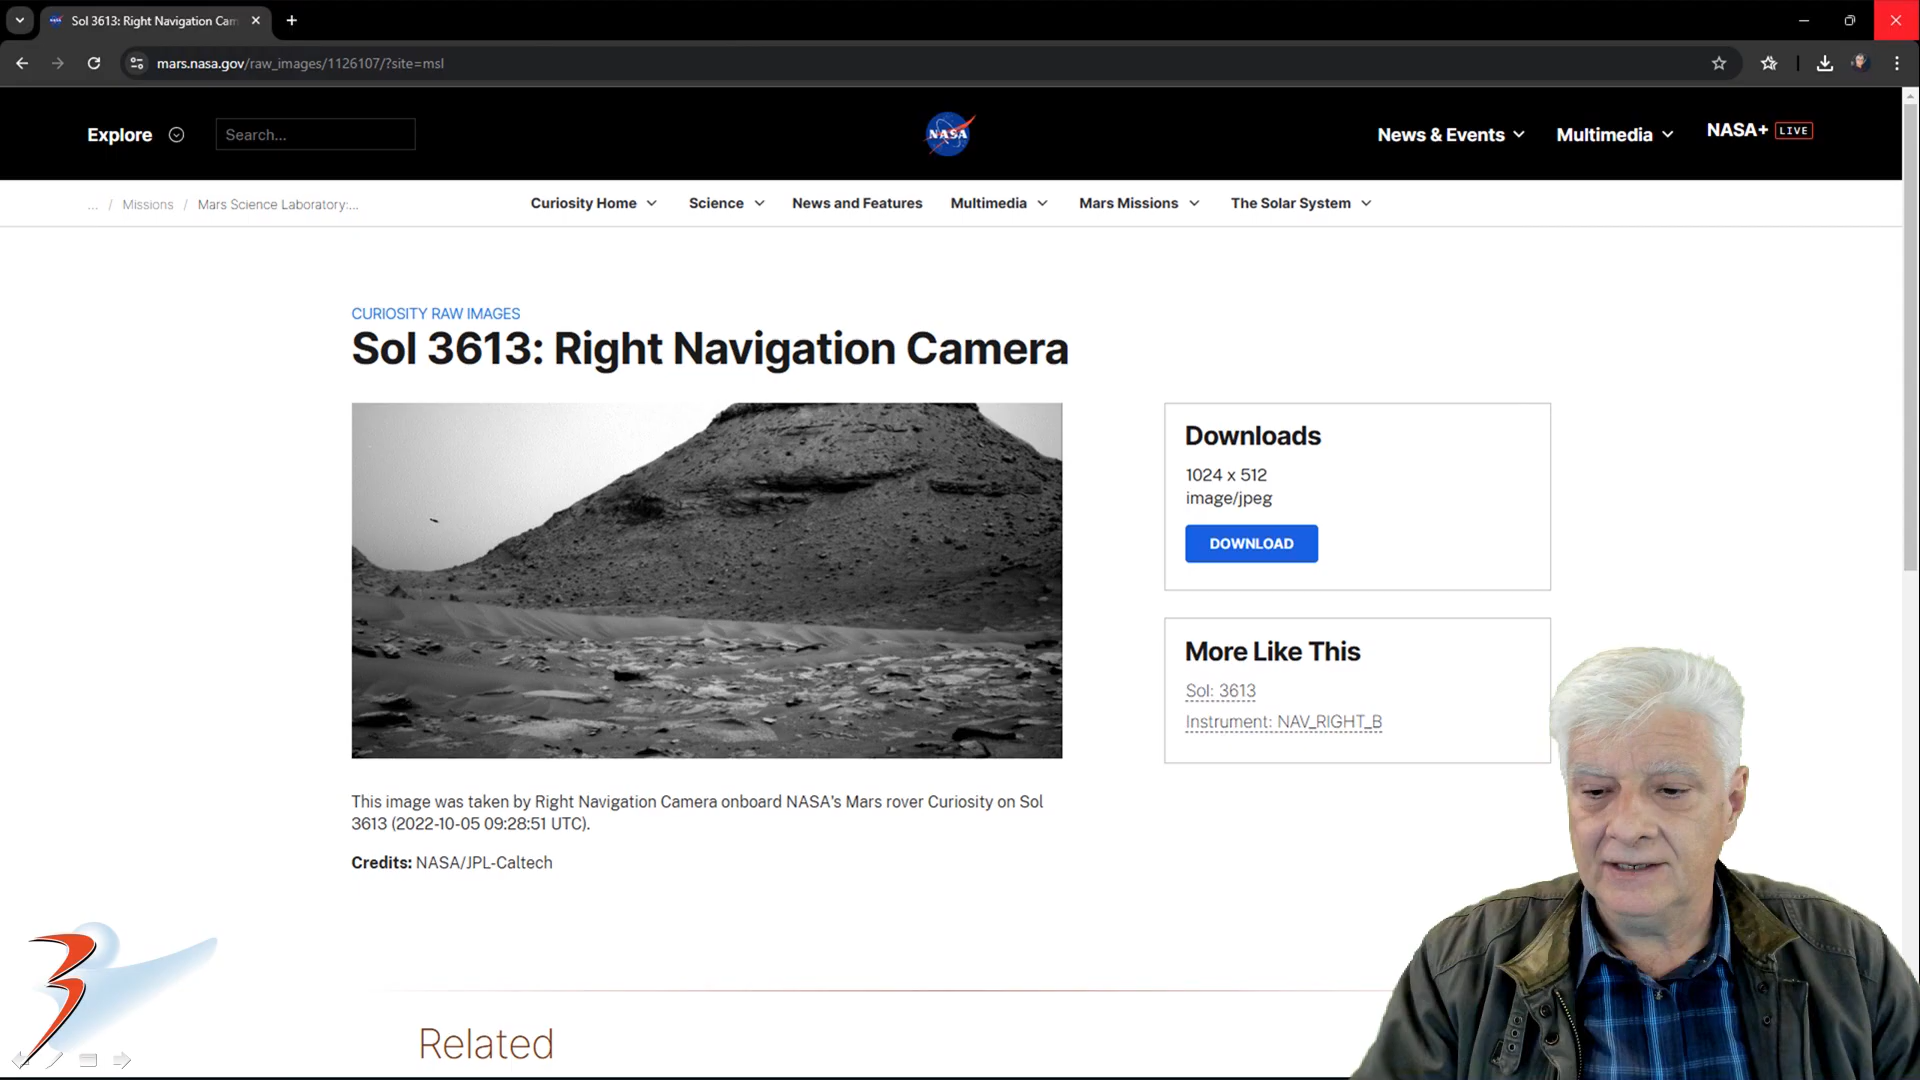 Sol 3613: Right Navigation Cam
mars.nasa.gov/raw_images/1126107/?site=msl
Explore
Search...
NASA
News & Events
Multimedia
NASA+ LIVE
... / Missions / Mars Science Laboratory:...
Curiosity Home
Science
News and Features
Multimedia
Mars Missions
The Solar System
CURIOSITY RAW IMAGES
Sol 3613: Right Navigation Camera
Downloads
1024 x 512
image/jpeg
DOWNLOAD
More Like This
Sol: 3613
Instrument: NAV_RIGHT_B
This image was taken by Right Navigation Camera onboard NASA's Mars rover Curiosity on Sol
3613 (2022-10-05 09:28:51 UTC).
Credits: NASA/JPL-Caltech
Related